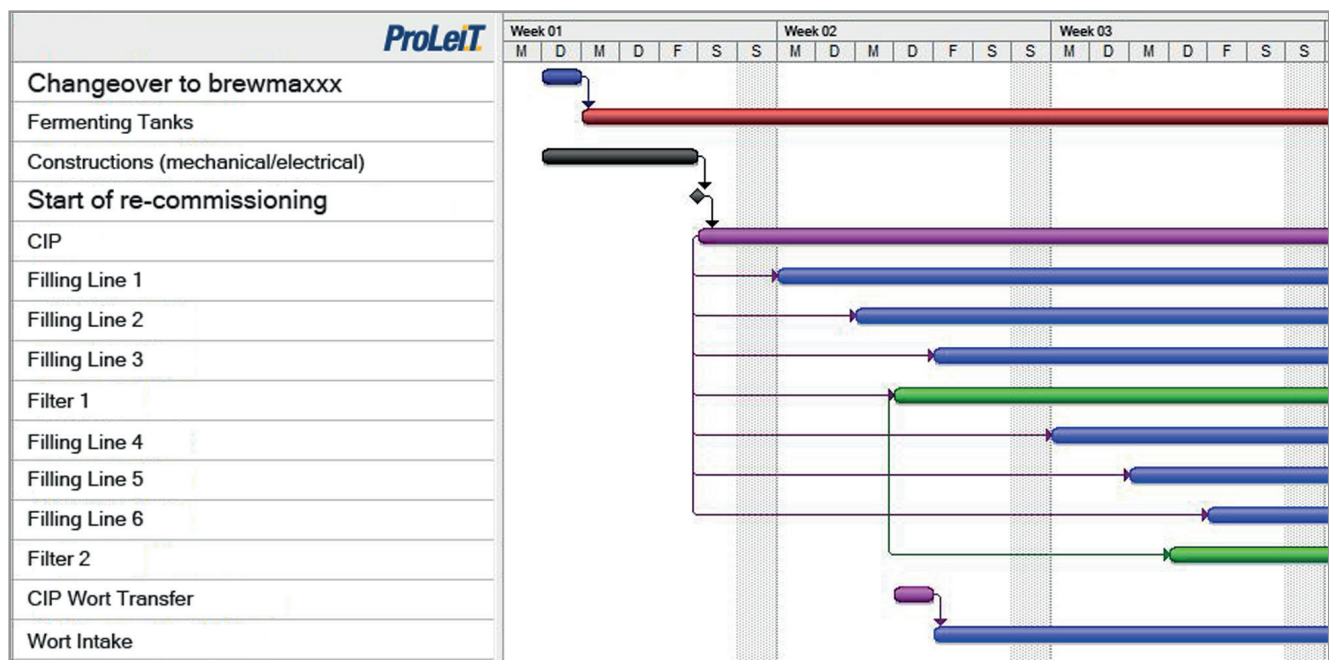 ProLeiT
Week 01 Week 02 Week 03
M D M D F S S M D M D F S S M D M D F S S
Changeover to brewmaxxx
Fermenting Tanks
Constructions (mechanical/electrical)
Start of re-commissioning
CIP
Filling Line 1
Filling Line 2
Filling Line 3
Filter 1
Filling Line 4
Filling Line 5
Filling Line 6
Filter 2
CIP Wort Transfer
Wort Intake